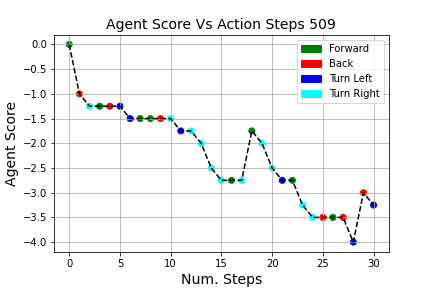 Agent Score Vs Action Steps 509
0.0
−0.5
−1.0
−1.5
−2.0
−2.5
−3.0
−3.5
−4.0
Agent Score
Forward
Back
Turn Left
Turn Right
0 5 10 15 20 25 30
Num. Steps